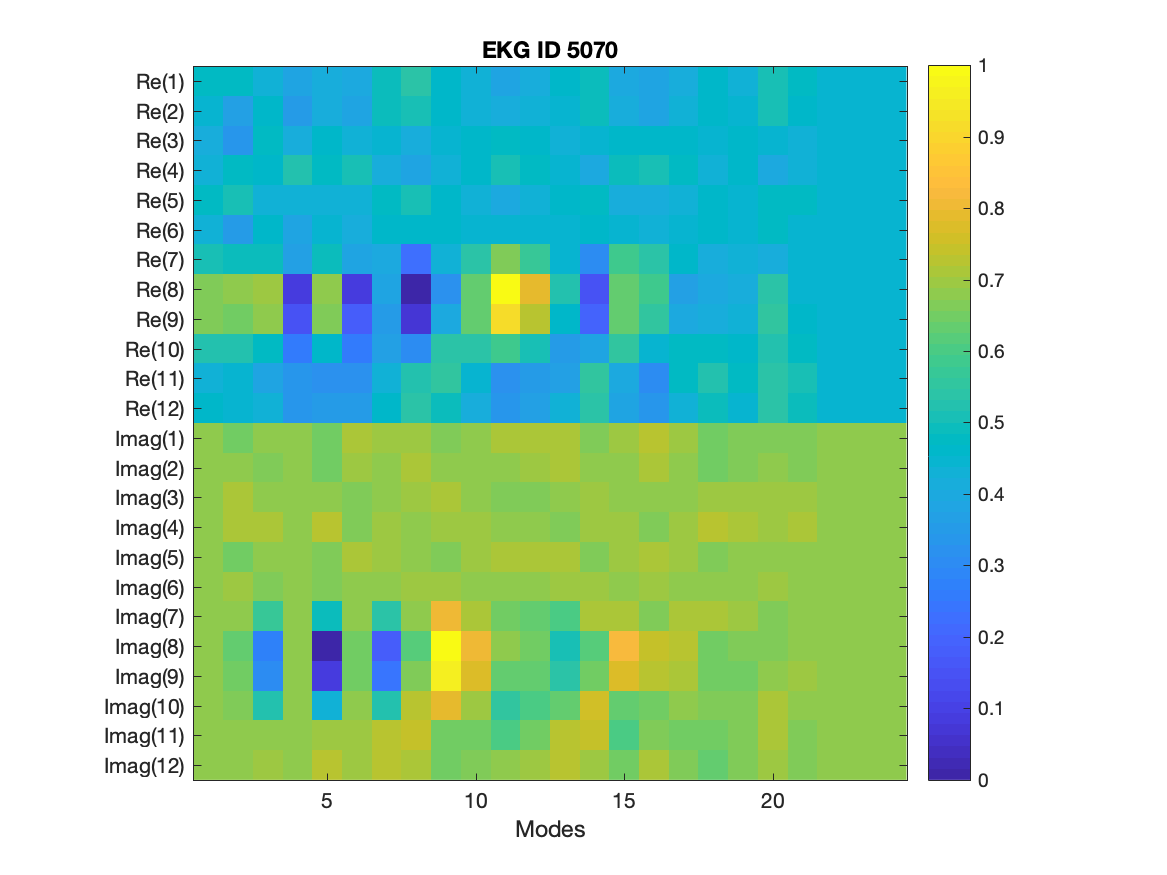 EKG ID 5070
Re(1)
Re(2)
Re(3)
Re(4)
Re(5)
Re(6)
Re(7)
Re(8)
Re(9)
Re(10)
Re(11)
Re(12)
Imag(1)
Imag(2)
Imag(3)
Imag(4)
Imag(5)
Imag(6)
Imag(7)
Imag(8)
Imag(9)
Imag(10)
Imag(11)
Imag(12)
5 10 15 20
Modes
1
0.9
0.8
0.7
0.6
0.5
0.4
0.3
0.2
0.1
0